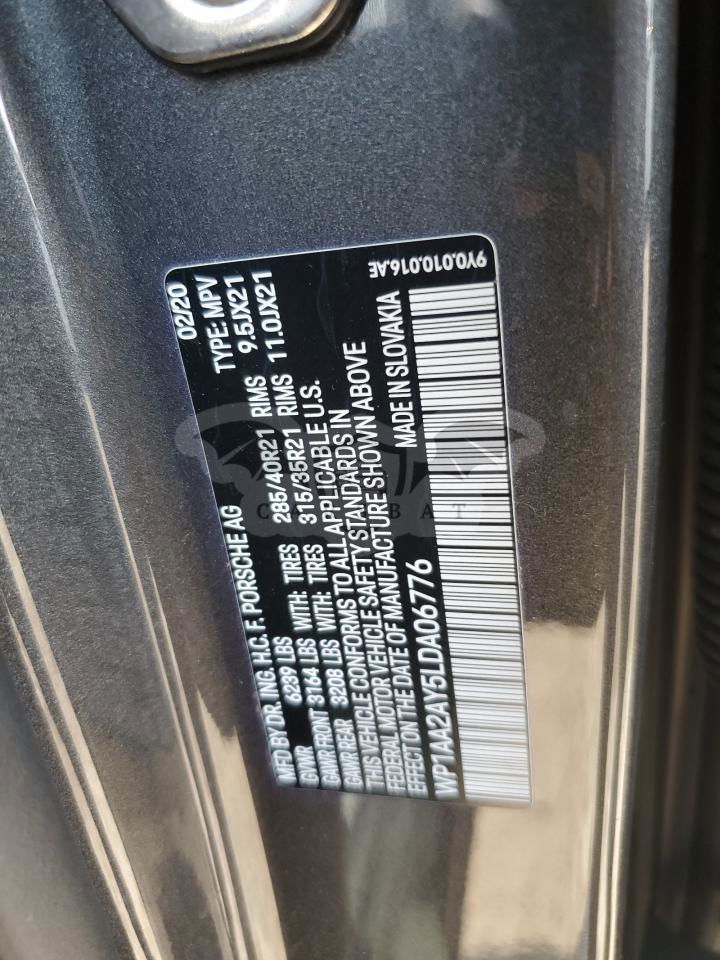 MFD BY DR. ING. H.C. F. PORSCHE AG 02/20
GVWR 6239 LBS TYPE: MPV
GAWR FRONT 3164 LBS WITH: TIRES 285/40R21 RIMS 9.5JX21
GAWR REAR 3208 LBS WITH: TIRES 315/35R21 RIMS 11.0JX21
THIS VEHICLE CONFORMS TO ALL APPLICABLE U.S.
FEDERAL MOTOR VEHICLE SAFETY STANDARDS IN
EFFECT ON THE DATE OF MANUFACTURE SHOWN ABOVE
WP1AA2AY5LDA06776 MADE IN SLOVAKIA
9Y0.010.016.AE